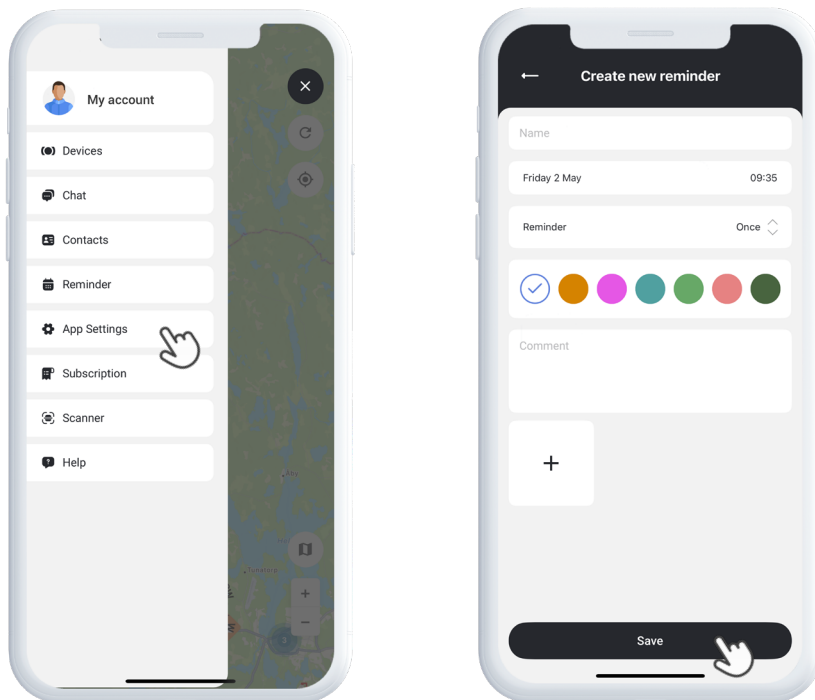 My account
Devices
Chat
Contacts
Reminder
App Settings
Subscription
Scanner
Help
Tunatorp
+
−
Create new reminder
Name
Friday 2 May 09:35
Reminder Once
Comment
+
Save